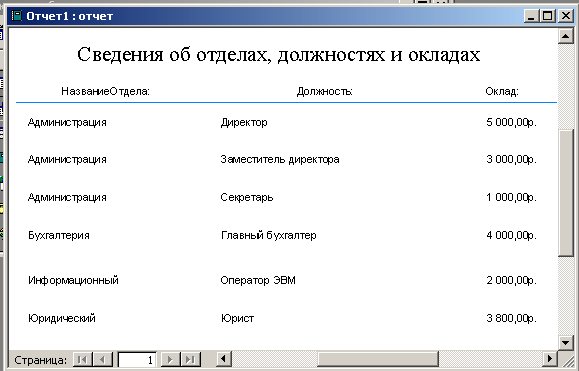 Отчет1 : отчет
Сведения об отделах, должностях и окладах
НазваниеОтдела: Должность: Оклад:
Администрация Директор 5 000,00р.
Администрация Заместитель директора 3 000,00р.
Администрация Секретарь 1 000,00р.
Бухгалтерия Главный бухгалтер 4 000,00р.
Информационный Оператор ЭВМ 2 000,00р.
Юридический Юрист 3 800,00р.
Страница: 1